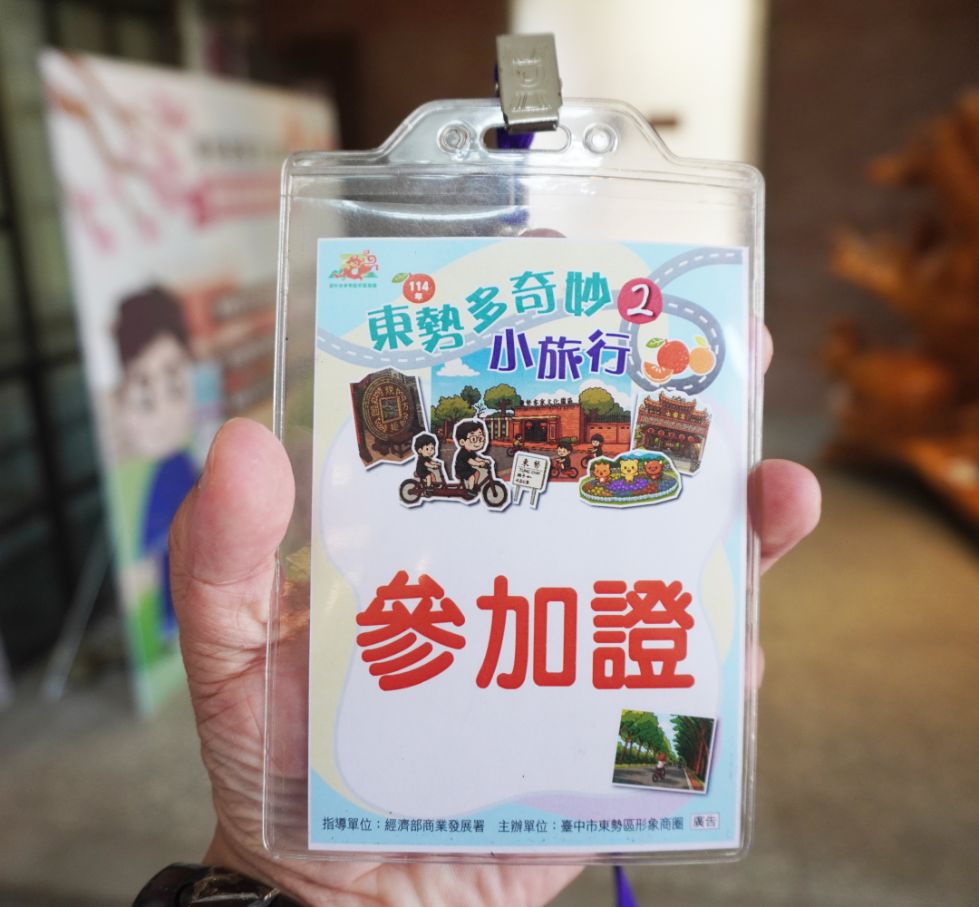 114年
東勢多奇妙2
小旅行
東勢
參加證
指導單位：經濟部商業發展署 主辦單位：臺中市東勢區形象商圈 廣告